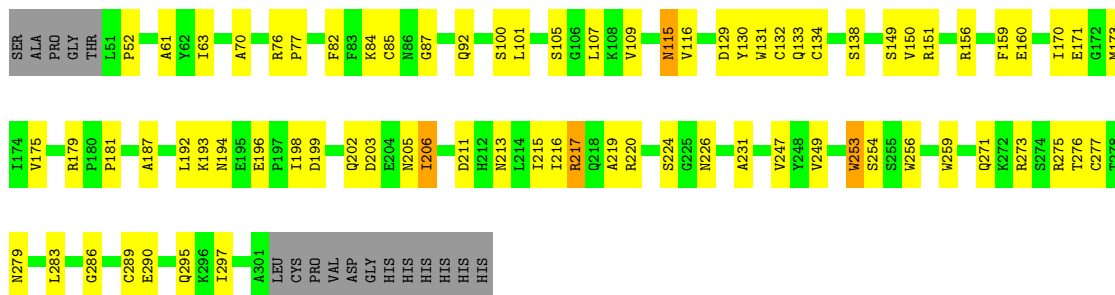 SER ALA PRO GLY THR L51 P52 A61 Y62 I63 A70 R76 P77 F82 F83 K84 C85 N86 G87 Q92 S100 L101 S105 G106 L107 K108 V109 N115 V116 D129 Y130 W131 C132 Q133 C134 S138 S149 V150 R151 R156 F159 E160 I170 E171 G172 M173
I174 V175 R179 P180 P181 A187 L192 K193 N194 E195 E196 P197 I198 D199 Q202 D203 E204 N205 I206 D211 H212 N213 L214 I215 I216 R217 Q218 A219 R220 S224 G225 N226 A231 V247 Y248 V249 W253 S254 S255 W256 W259 Q271 K272 R273 S274 R275 T276 C277 T278
N279 L283 G286 C289 E290 Q295 K296 I297 A301 LEU CYS PRO VAL ASP GLY HIS HIS HIS HIS HIS HIS